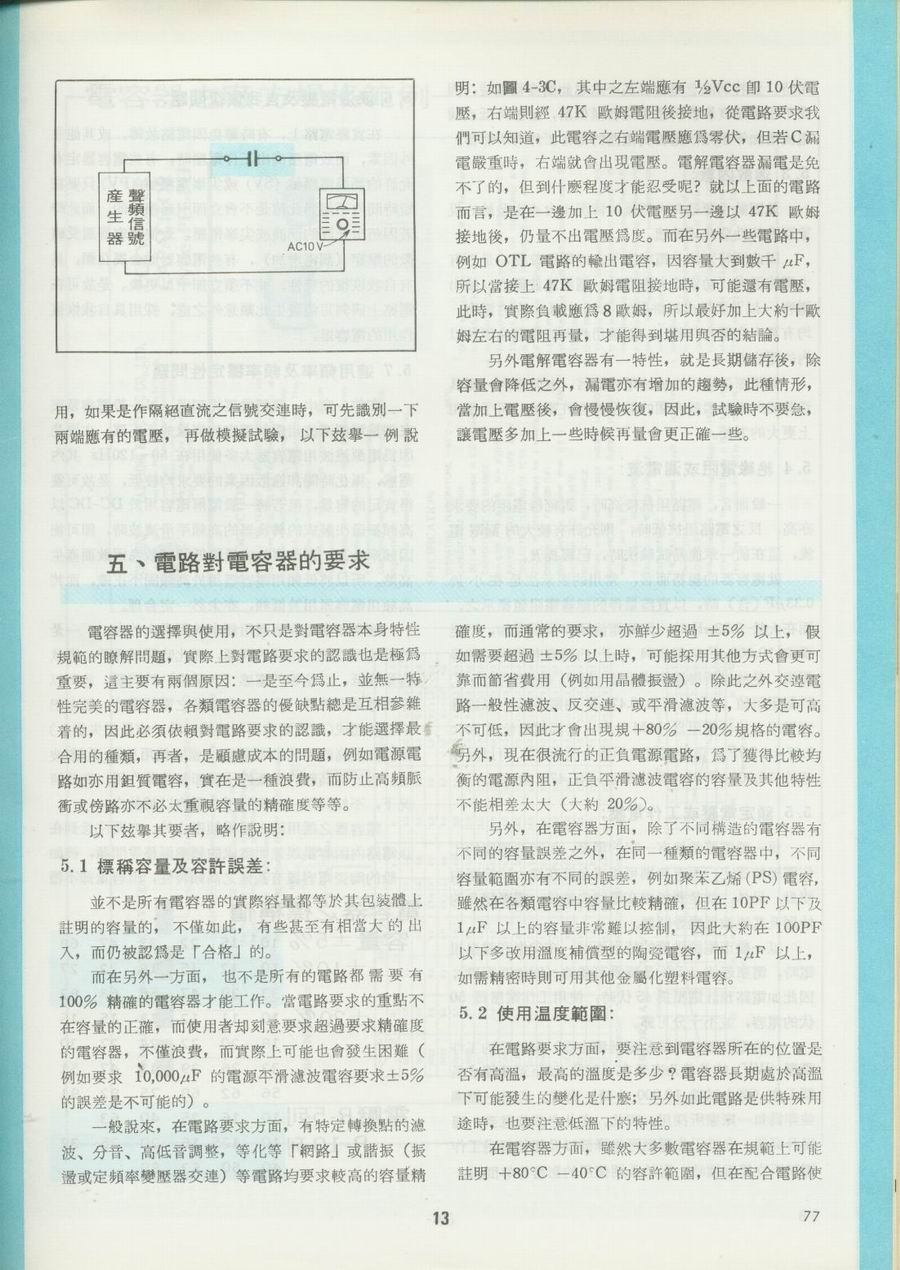 聲頻信號
產生器
AC10V
用，如果是作隔絕直流之信號交連時，可先識別一下
兩端應有的電壓，再做模擬試驗，以下玆舉一例說
明：如圖 4-3C，其中之左端應有 ½Vcc 卽 10 伏電
壓，右端則經 47K 歐姆電阻後接地，從電路要求我
們可以知道，此電容之右端電壓應爲零伏，但若C漏
電嚴重時，右端就會出現電壓。電解電容器漏電是免
不了的，但到什麼程度才能忍受呢？就以上面的電路
而言，是在一邊加上 10 伏電壓另一邊以 47K 歐姆
接地後，仍量不出電壓爲度。而在另外一些電路中，
例如 OTL 電路的輸出電容，因容量大到數千 μF，
所以當接上 47K 歐姆電阻接地時，可能還有電壓，
此時，實際負載應爲 8 歐姆，所以最好加上大約十歐
姆左右的電阻再量，才能得到堪用與否的結論。
另外電解電容器有一特性，就是長期儲存後，除
容量會降低之外，漏電亦有增加的趨勢，此種情形，
當加上電壓後，會慢慢恢復，因此，試驗時不要急，
讓電壓多加上一些時候再量會更正確一些。
五、電路對電容器的要求
電容器的選擇與使用，不只是對電容器本身特性
規範的瞭解問題，實際上對電路要求的認識也是極爲
重要，這主要有兩個原因：一是至今爲止，並無一特
性完美的電容器，各類電容器的優缺點總是互相參雜
着的，因此必須依賴對電路要求的認識，才能選擇最
合用的種類，再者，是顧慮成本的問題，例如電源電
路如亦用鉭質電容，實在是一種浪費，而防止高頻脈
衝或傍路亦不必太重視容量的精確度等等。
以下玆擧其要者，略作說明：
5.1 標稱容量及容許誤差：
並不是所有電容器的實際容量都等於其包裝體上
註明的容量的，不僅如此，有些甚至有相當大的出
入，而仍被認爲是「合格」的。
而在另外一方面，也不是所有的電路都需要有
100% 精確的電容器才能工作。當電路要求的重點不
在容量的正確，而使用者却刻意要求超過要求精確度
的電容器，不僅浪費，而實際上可能也會發生困難（
例如要求 10,000μF 的電源平滑濾波電容要求±5%
的誤差是不可能的）。
一般說來，在電路要求方面，有特定轉換點的濾
波、分音、高低音調整，等化等「網路」或諧振（振
盪或定頻率變壓器交連）等電路均要求較高的容量精
確度，而通常的要求，亦鮮少超過 ±5% 以上，假
如需要超過 ±5% 以上時，可能採用其他方式會更可
靠而節省費用（例如用晶體振盪）。除此之外交連電
路一般性濾波、反交連、或平滑濾波等，大多是可高
不可低，因此才會出現規+80% －20%規格的電容。
另外，現在很流行的正負電源電路，爲了獲得比較均
衡的電源內阻，正負平滑濾波電容的容量及其他特性
不能相差太大（大約 20%）。
另外，在電容器方面，除了不同構造的電容器有
不同的容量誤差之外，在同一種類的電容器中，不同
容量範圍亦有不同的誤差，例如聚苯乙烯（PS）電容，
雖然在各類電容中容量比較精確，但在 10PF 以下及
1μF 以上的容量非常難以控制，因此大約在 100PF
以下多改用溫度補償型的陶瓷電容，而 1μF 以上，
如需精密時則可用其他金屬化塑料電容。
5.2 使用溫度範圍：
在電路要求方面，要注意到電容器所在的位置是
否有高溫，最高的溫度是多少？電容器長期處於高溫
下可能發生的變化是什麼；另外如此電路是供特殊用
途時，也要注意低溫下的特性。
在電容器方面，雖然大多數電容器在規範上可能
註明 +80°C －40°C 的容許範圍，但在配合電路使
13
77